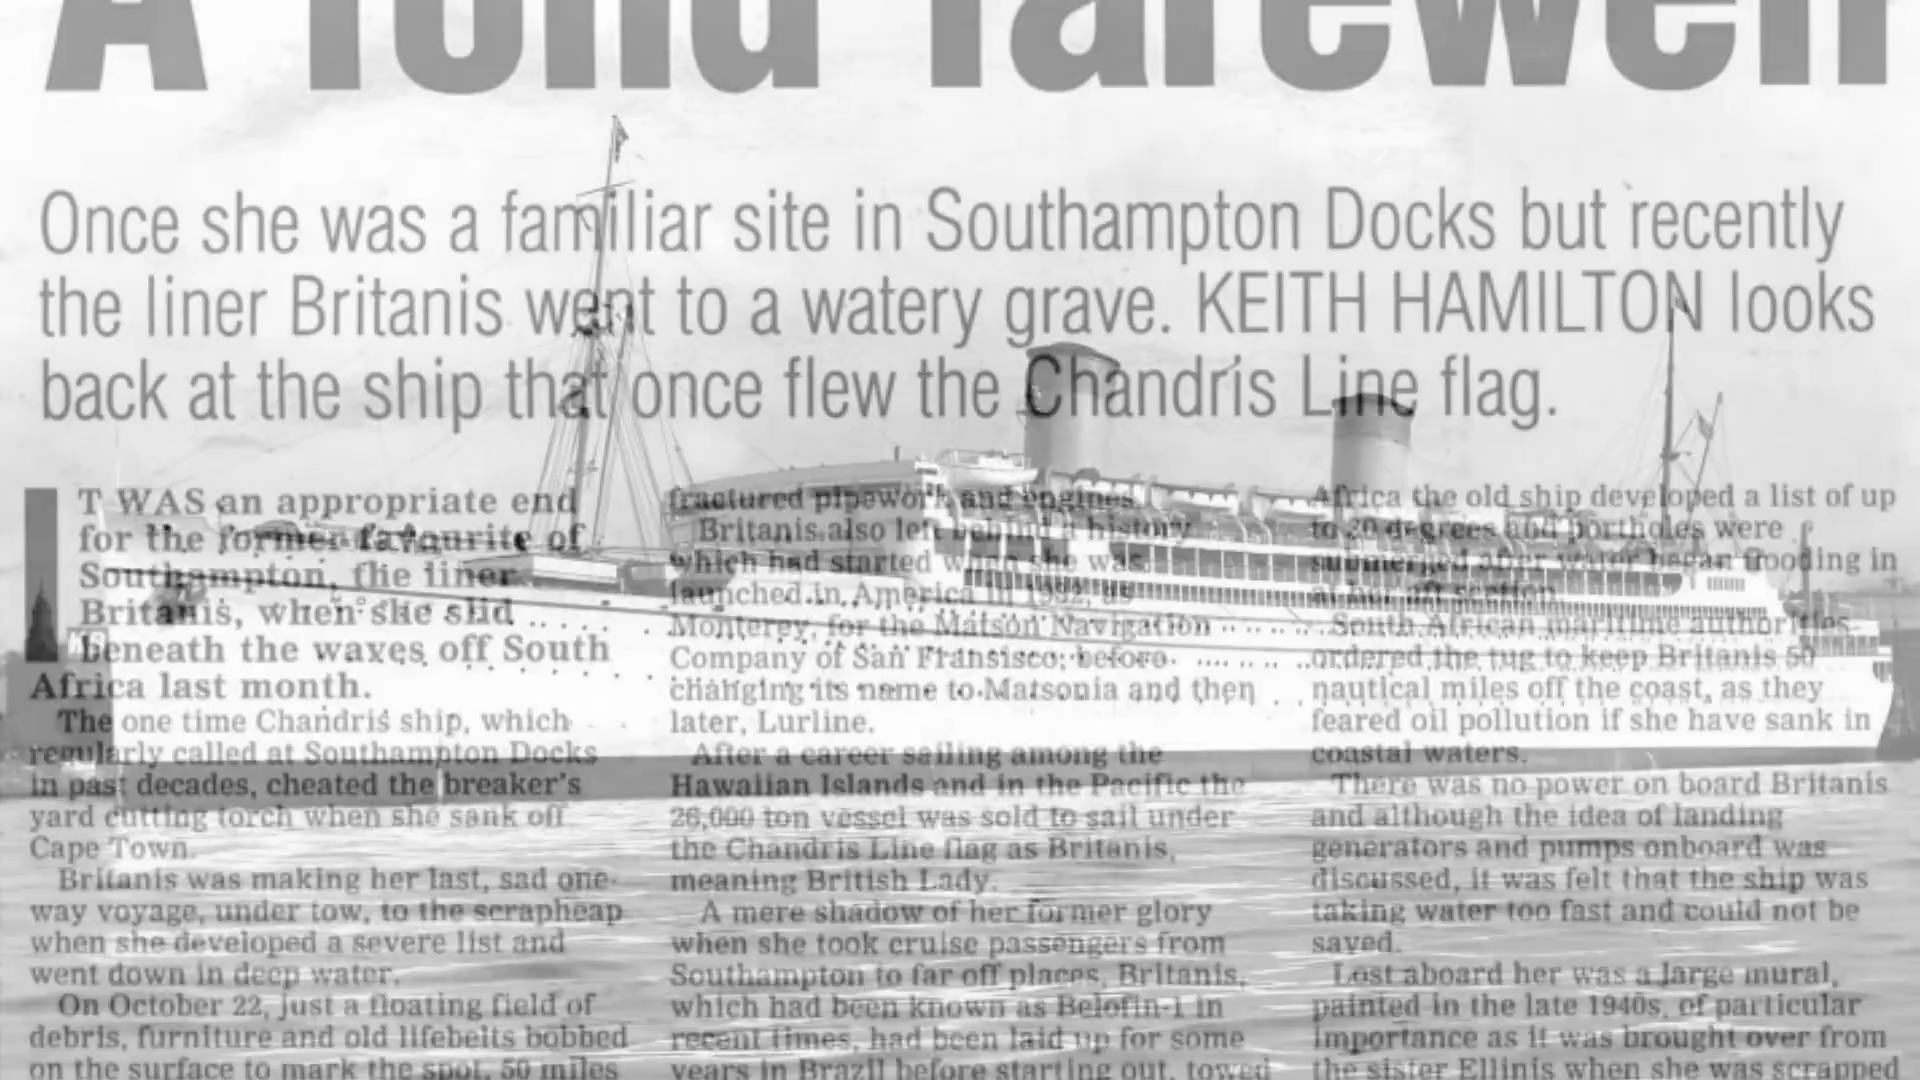 A fond farewell
Once she was a familiar site in Southampton Docks but recently
the liner Britanis went to a watery grave. KEITH HAMILTON looks
back at the ship that once flew the Chandris Line flag.
IT WAS an appropriate end
for the former favourite of
Southampton, the liner
Britanis, when she slid
beneath the waxes off South
Africa last month.
The one time Chandris ship, which
regularly called at Southampton Docks
in past decades, cheated the breaker's
yard cutting torch when she sank off
Cape Town.
Britanis was making her last, sad one-
way voyage, under tow, to the scrapheap
when she developed a severe list and
went down in deep water.
On October 22, just a floating field of
debris, furniture and old lifebelts bobbed
on the surface to mark the spot, 50 miles
fractured pipework and engines.
Britanis also left behind a history
which had started when she was
launched in America in 1932, as
Monterey, for the Matson Navigation
Company of San Fransisco, before
changing its name to Matsonia and then
later, Lurline.
After a career sailing among the
Hawaiian Islands and in the Pacific the
26,000 ton vessel was sold to sail under
the Chandris Line flag as Britanis,
meaning British Lady.
A mere shadow of her former glory
when she took cruise passengers from
Southampton to far off places, Britanis,
which had been known as Belofin-1 in
recent times, had been laid up for some
years in Brazil before starting out, towed
Africa the old ship developed a list of up
to 20 degrees and portholes were
submerged after water began flooding in
at her aft section.
South African maritime authorities
ordered the tug to keep Britanis 50
nautical miles off the coast, as they
feared oil pollution if she have sank in
coastal waters.
There was no power on board Britanis
and although the idea of landing
generators and pumps onboard was
discussed, it was felt that the ship was
taking water too fast and could not be
saved.
Lost aboard her was a large mural,
painted in the late 1940s, of particular
importance as it was brought over from
the sister Ellinis when she was scrapped